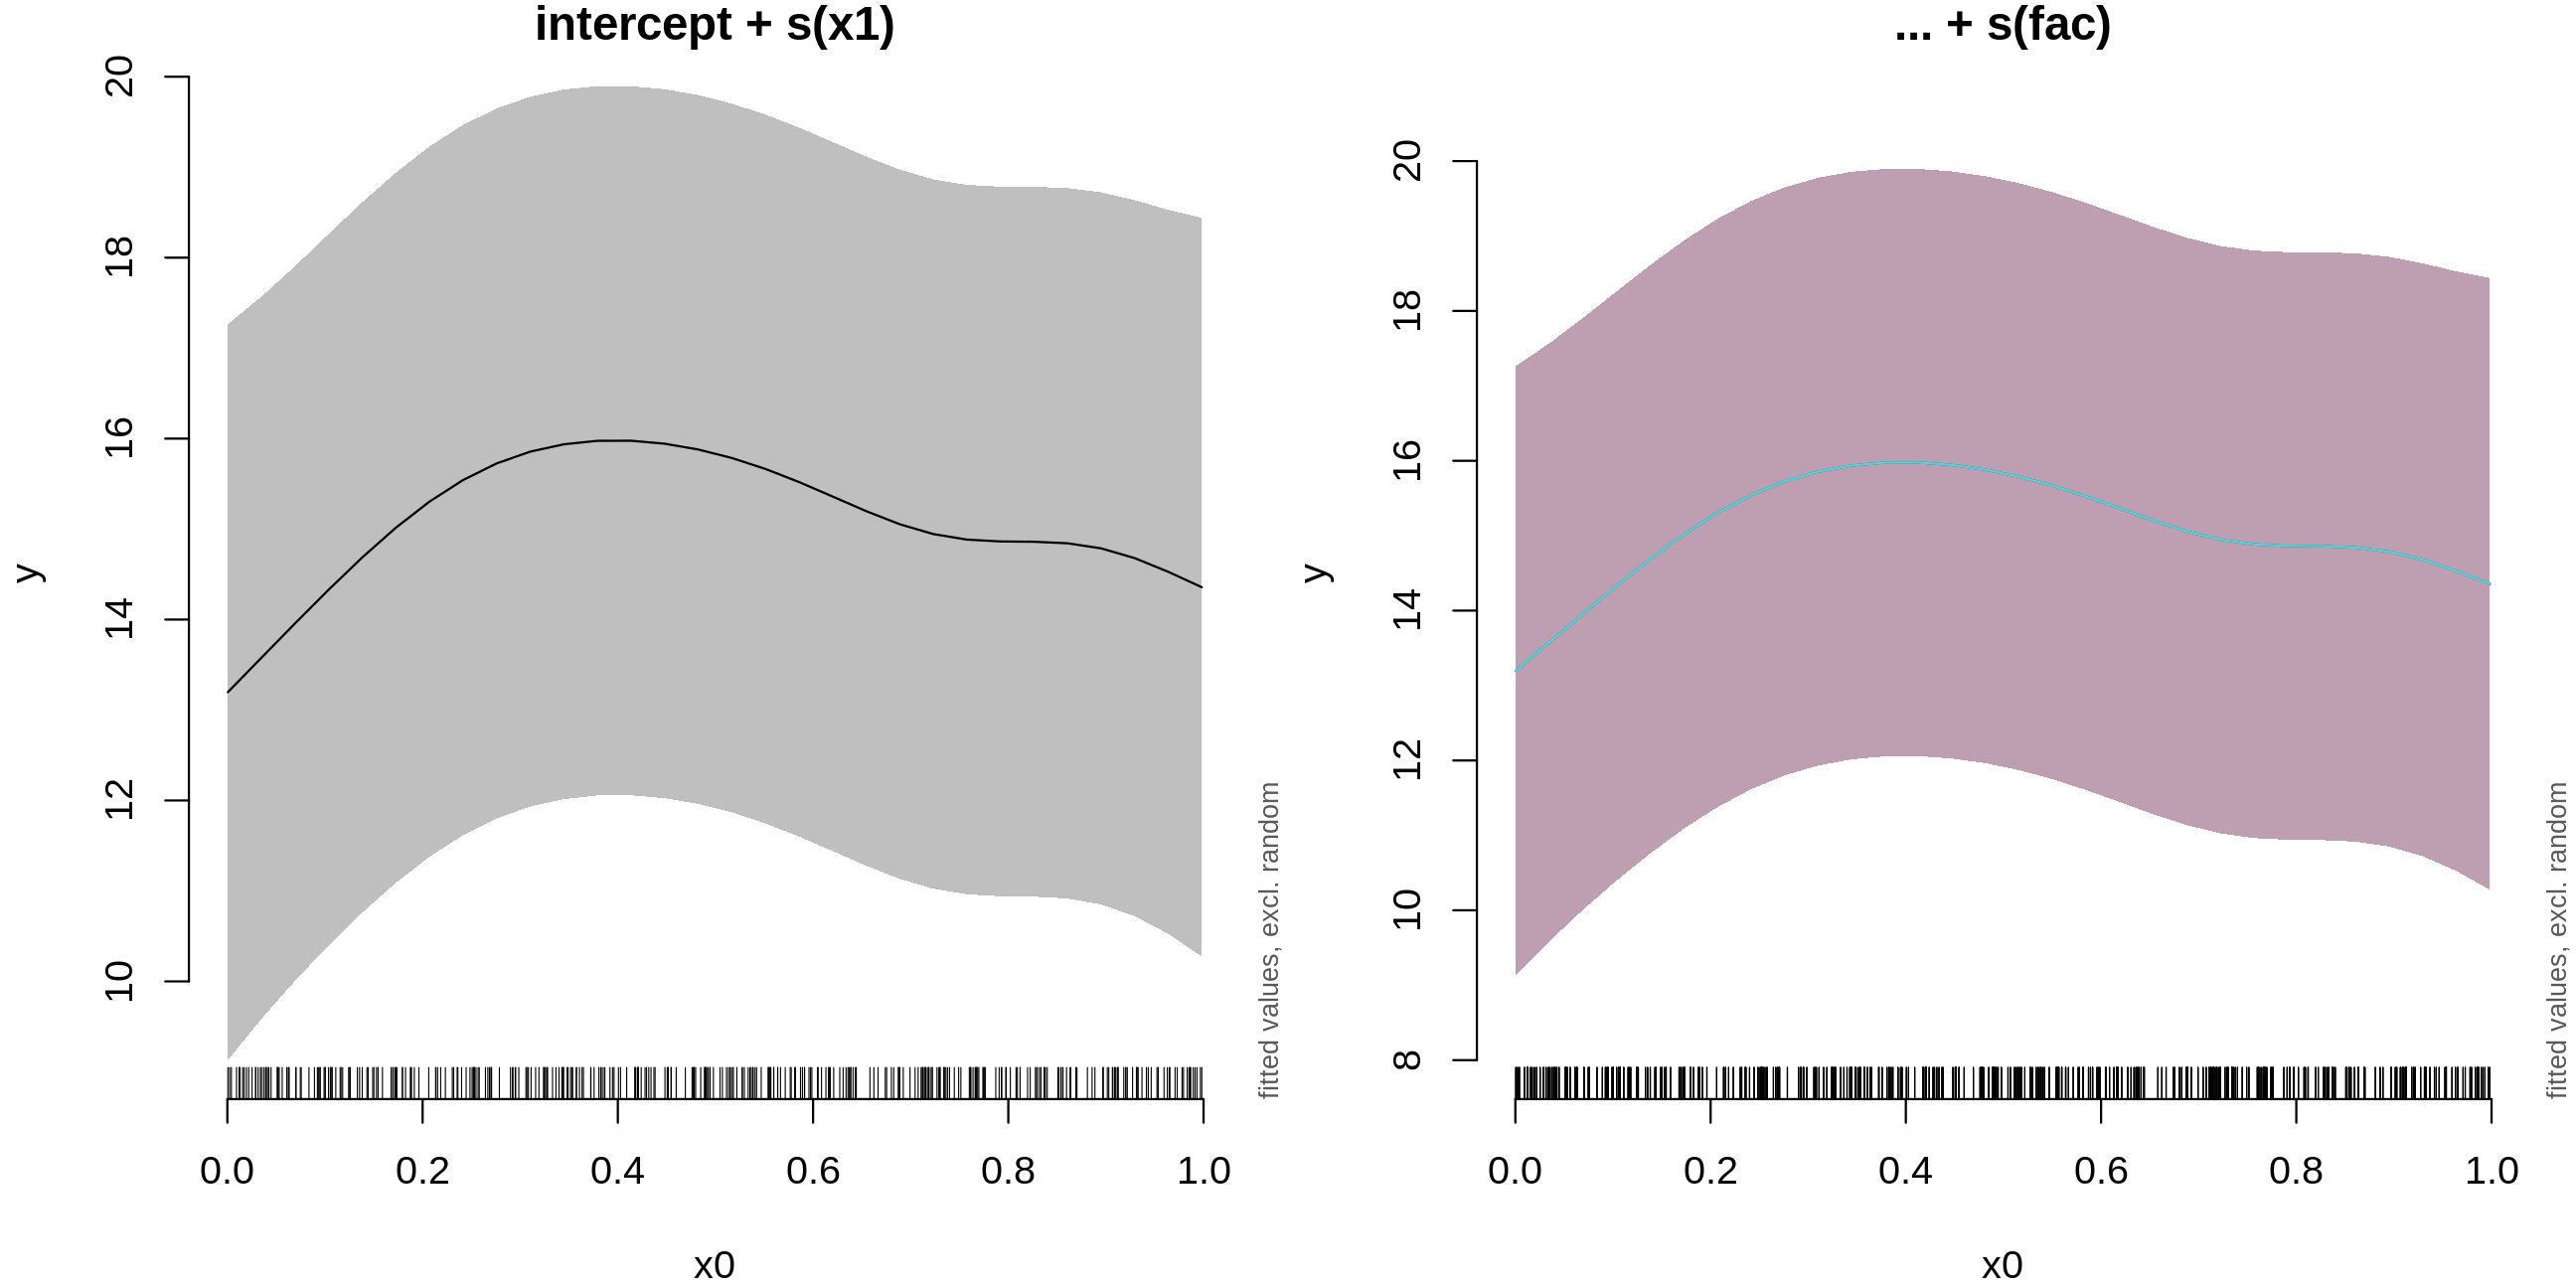 intercept + s(x1)
20
18
16
14
12
10
y
0.0 0.2 0.4 0.6 0.8 1.0
x0
fitted values, excl. random
... + s(fac)
20
18
16
14
12
10
8
y
0.0 0.2 0.4 0.6 0.8 1.0
x0
fitted values, excl. random